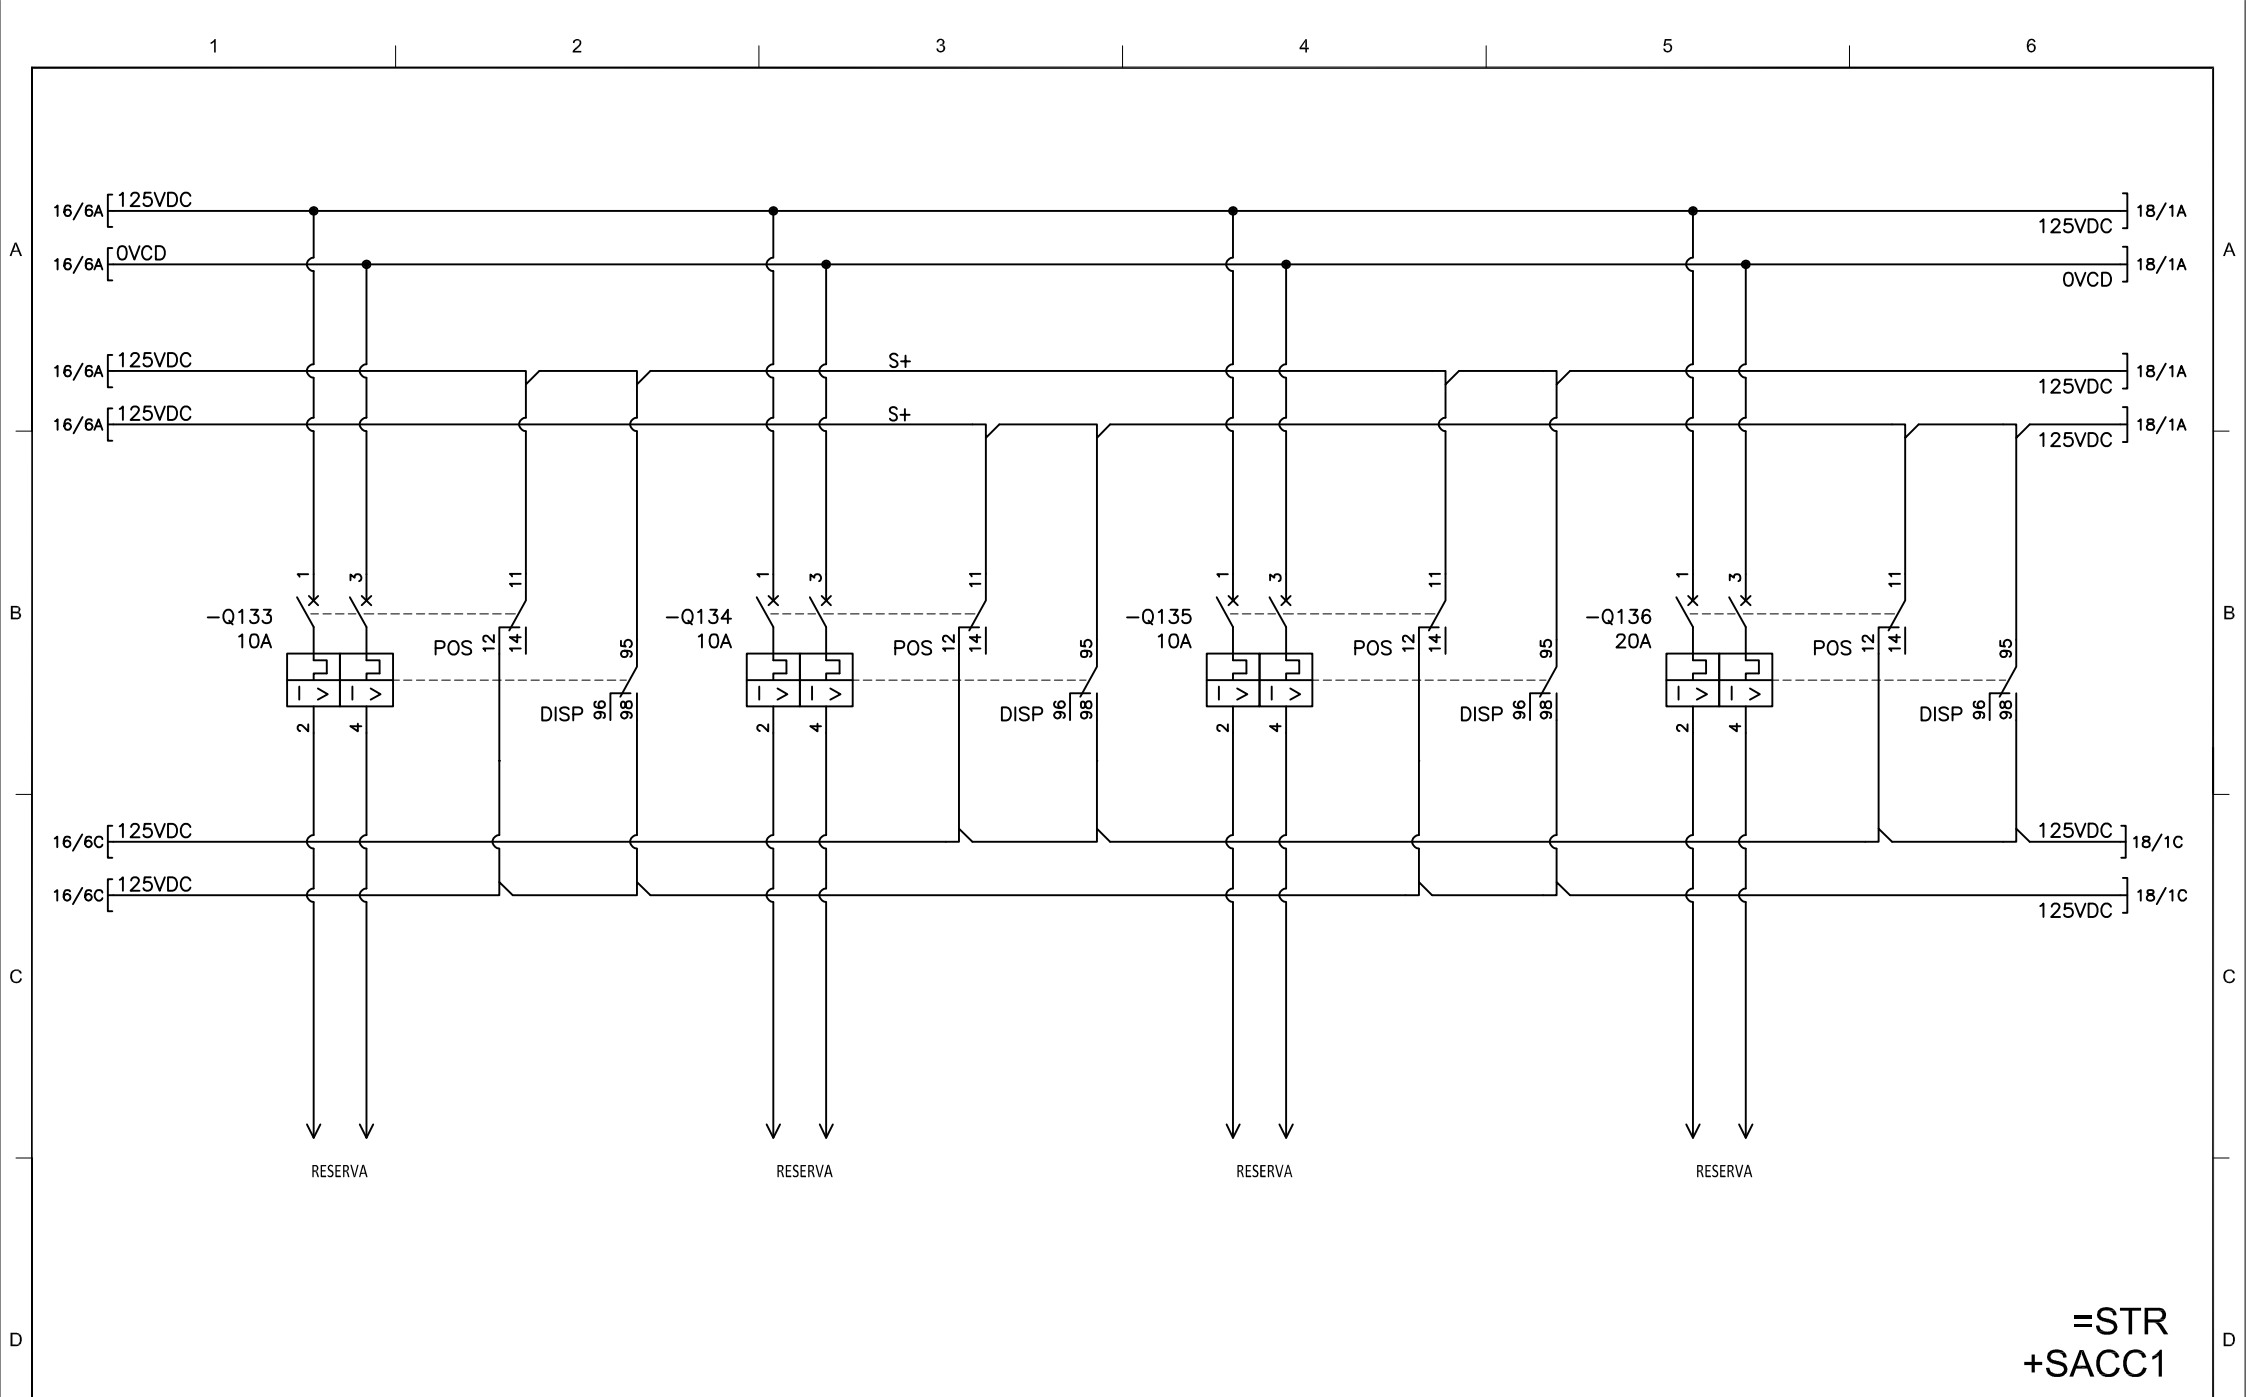 1 2 3 4 5 6
16/6A 125VDC 18/1A
125VDC
A A
16/6A 0VCD 18/1A
0VCD
16/6A 125VDC S+ 18/1A
125VDC
16/6A 125VDC S+ 18/1A
125VDC
1 3 11 1 3 11 1 3 11 1 3 11
B B
-Q133 -Q134 -Q135 -Q136
10A 10A 10A 20A
POS 12 14 95 POS 12 14 95 POS 12 14 95 POS 12 14 95
I > I > I > I > I > I > I > I >
DISP 96 98 DISP 96 98 DISP 96 98 DISP 96 98
2 4 2 4 2 4 2 4
16/6C 125VDC 125VDC 18/1C
16/6C 125VDC 18/1C
125VDC
C C
RESERVA RESERVA RESERVA RESERVA
=STR
D D
+SACC1